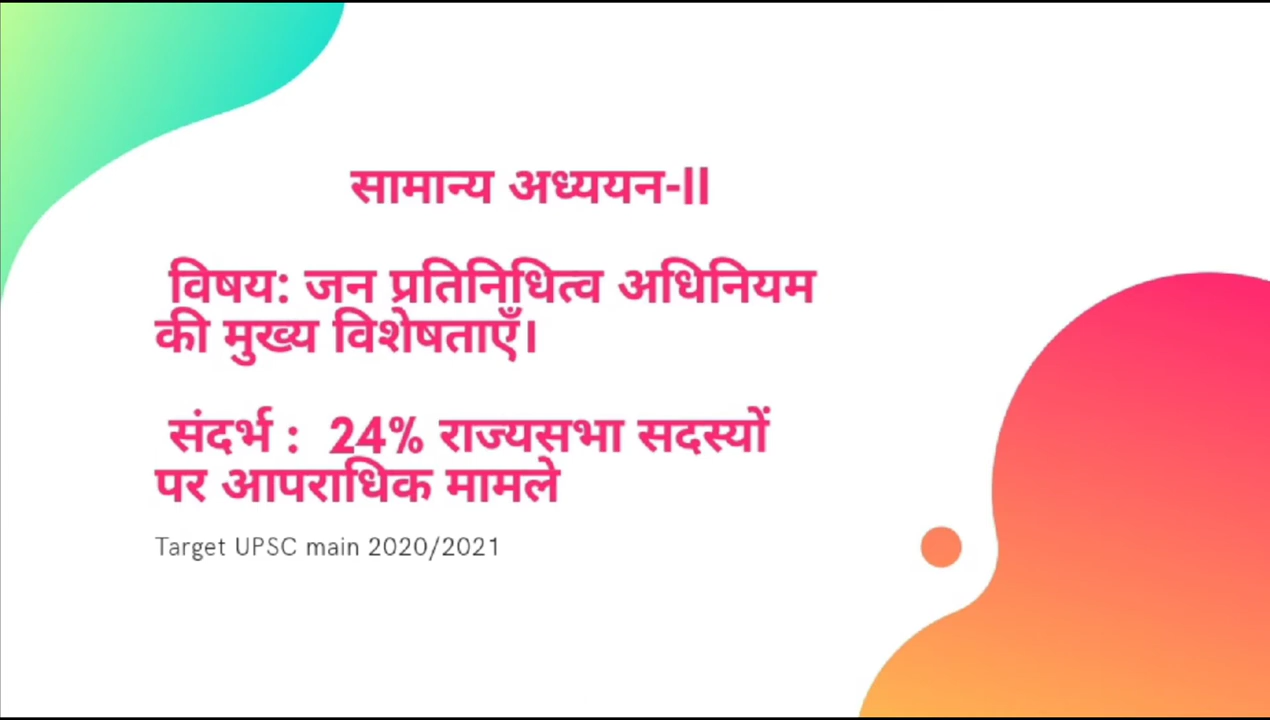 सामान्य अध्ययन-II
विषय: जन प्रतिनिधित्व अधिनियम
की मुख्य विशेषताएँ।
संदर्भ : 24% राज्यसभा सदस्यों
पर आपराधिक मामले
Target UPSC main 2020/2021